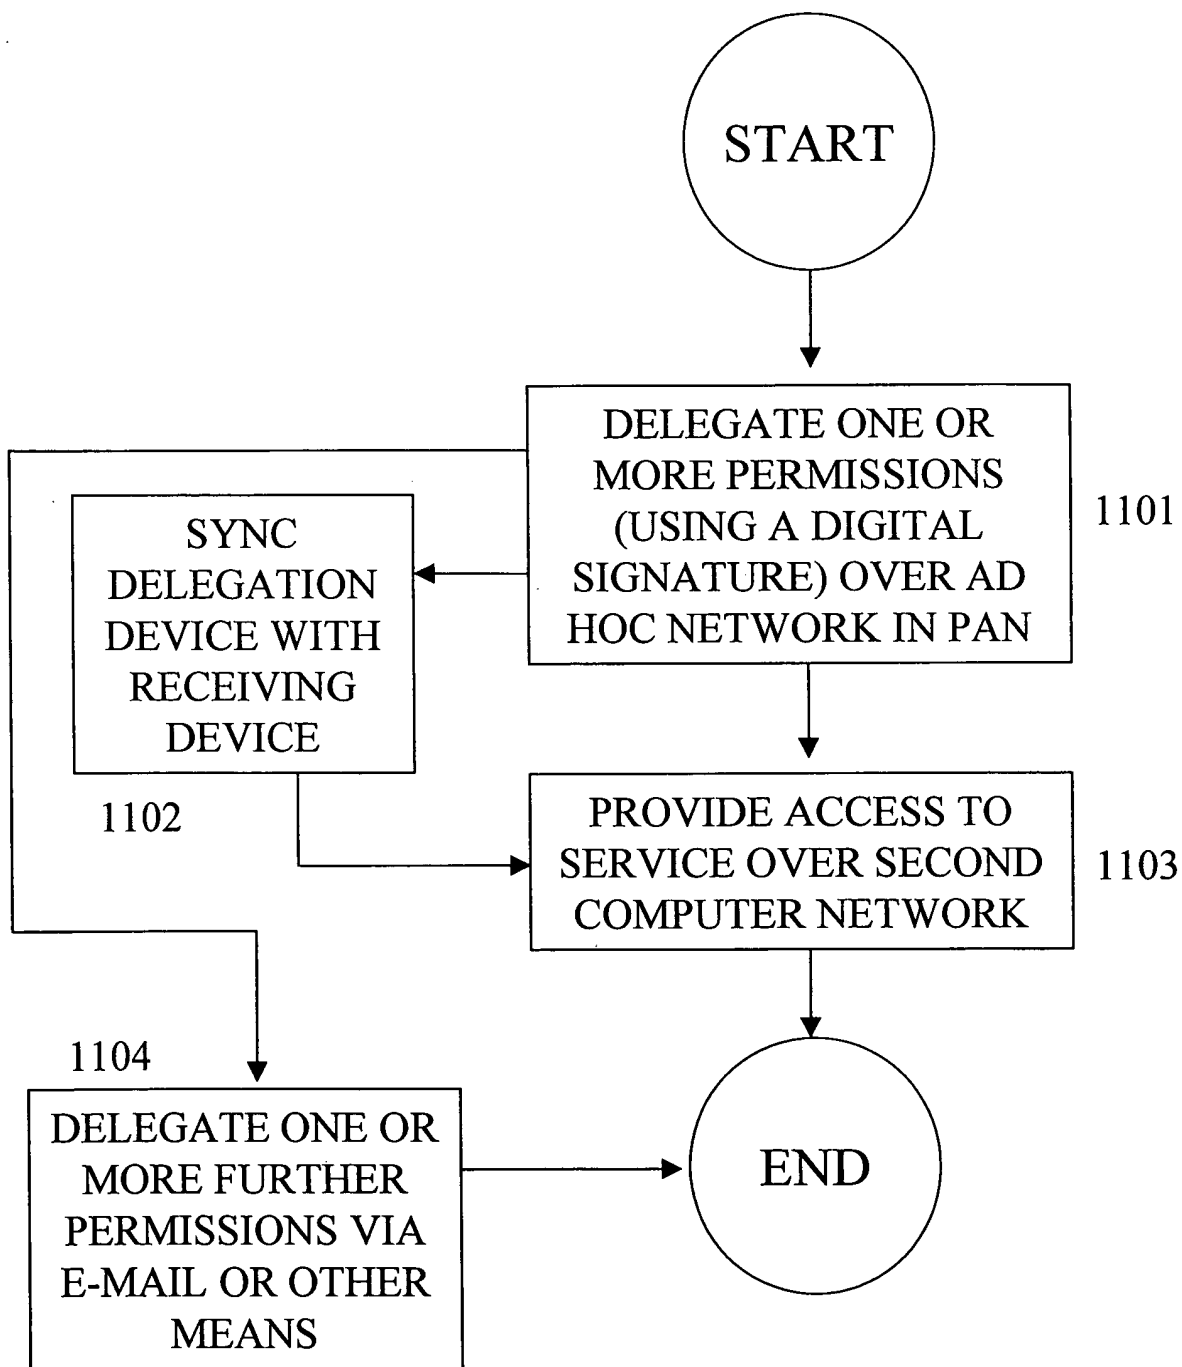 START
DELEGATE ONE OR
MORE PERMISSIONS
(USING A DIGITAL
SIGNATURE) OVER AD
HOC NETWORK IN PAN
1101
SYNC
DELEGATION
DEVICE WITH
RECEIVING
DEVICE
1102
PROVIDE ACCESS TO
SERVICE OVER SECOND
COMPUTER NETWORK
1103
1104
DELEGATE ONE OR
MORE FURTHER
PERMISSIONS VIA
E-MAIL OR OTHER
MEANS
END